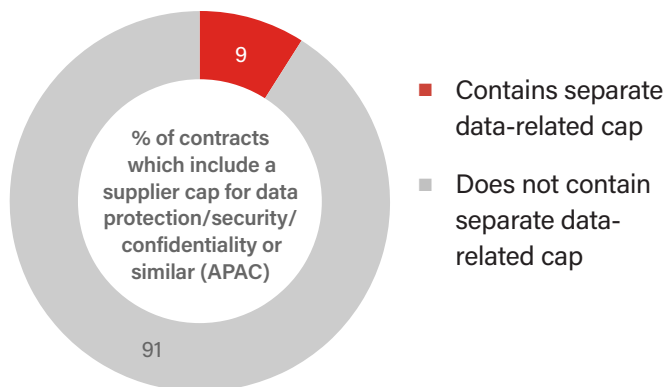 9
% of contracts
which include a
supplier cap for data
protection/security/
confidentiality or
similar (APAC)
91
Contains separate
data-related cap
Does not contain
separate data-
related cap